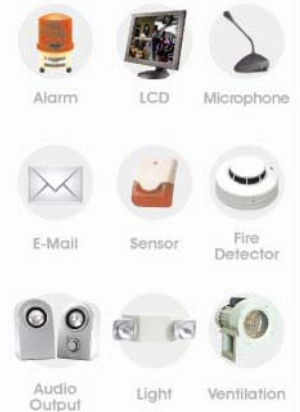 Alarm
LCD
Microphone
E-Mail
Sensor
Fire
Detector
Audio
Output
Light
Ventilation